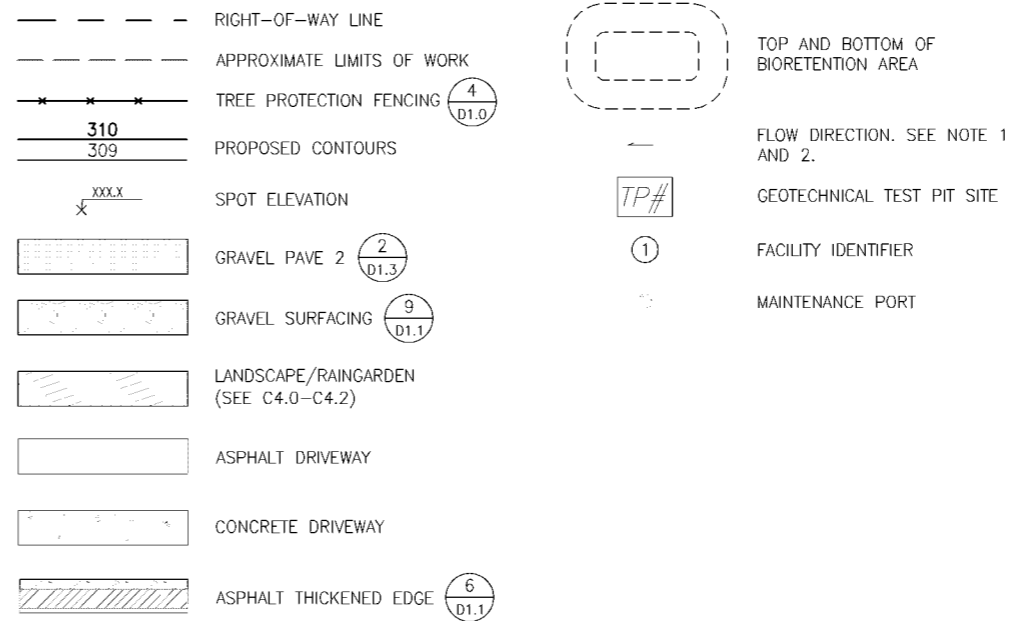 RIGHT-OF-WAY LINE
APPROXIMATE LIMITS OF WORK
TREE PROTECTION FENCING
4
D1.0
310
309
PROPOSED CONTOURS
XXX.X
SPOT ELEVATION
GRAVEL PAVE 2
2
D1.3
GRAVEL SURFACING
9
D1.1
LANDSCAPE/RAINGARDEN
(SEE C4.0-C4.2)
ASPHALT DRIVEWAY
CONCRETE DRIVEWAY
ASPHALT THICKENED EDGE
6
D1.1
TOP AND BOTTOM OF
BIORETENTION AREA
FLOW DIRECTION. SEE NOTE 1
AND 2.
TP#
GEOTECHNICAL TEST PIT SITE
1
FACILITY IDENTIFIER
MAINTENANCE PORT